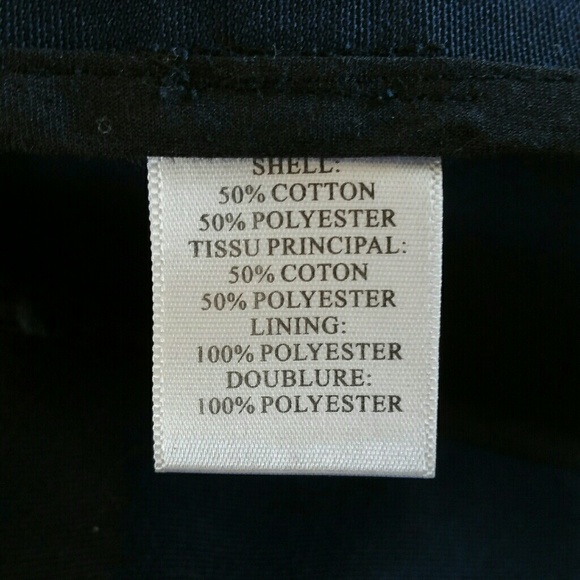 SHELL:
50% COTTON
50% POLYESTER
TISSU PRINCIPAL:
50% COTON
50% POLYESTER
LINING:
100% POLYESTER
DOUBLURE:
100% POLYESTER